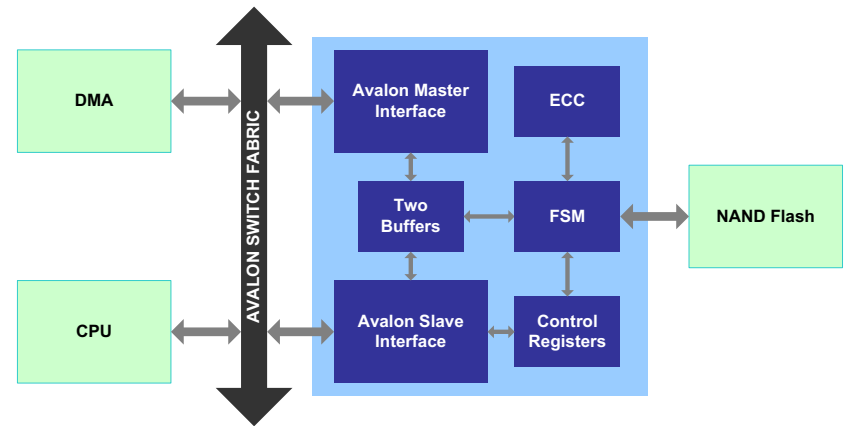 DMA
CPU
AVALON SWITCH FABRIC
Avalon Master
Interface
ECC
Two
Buffers
FSM
Avalon Slave
Interface
Control
Registers
NAND Flash